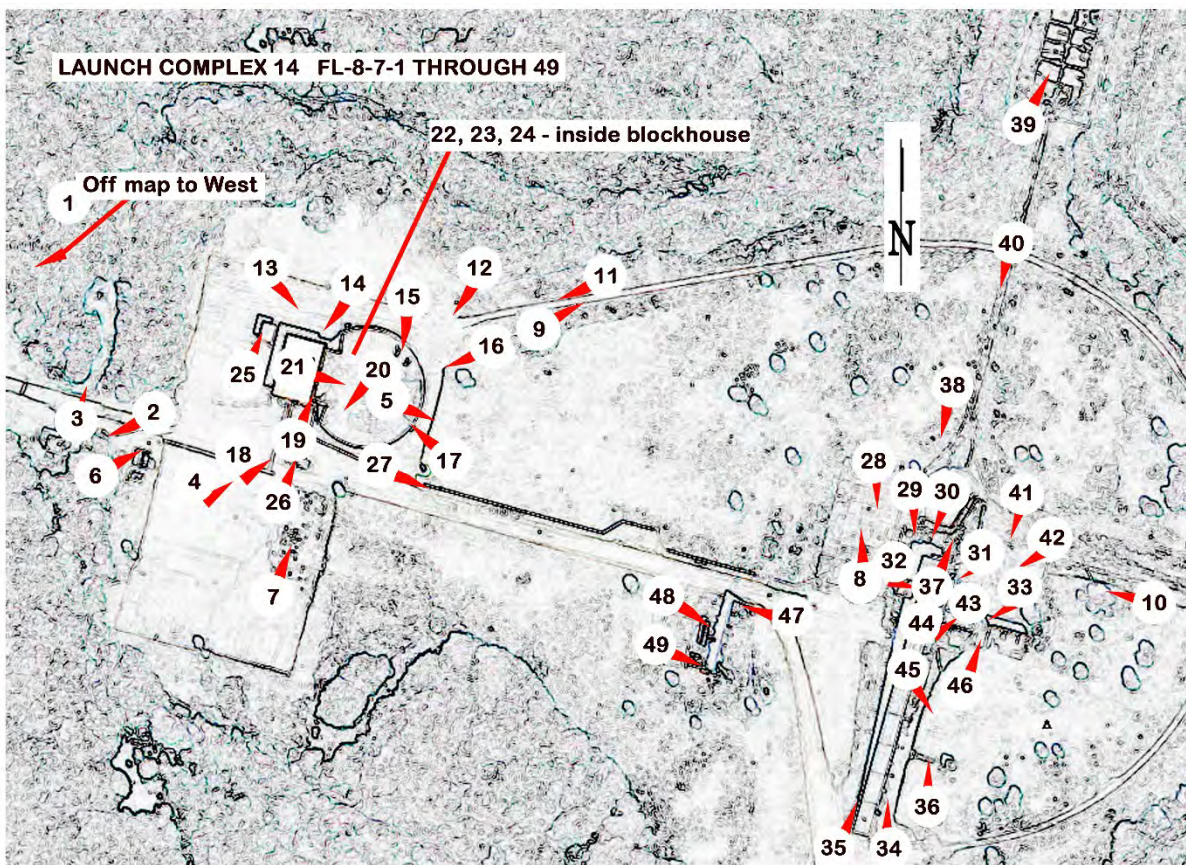 LAUNCH COMPLEX 14 FL-8-7-1 THROUGH 49
39
22, 23, 24 - inside blockhouse
1 Off map to West
N
40
13 14 15 12 11
9
16
25 21 20
5
38
3 2
19 17
6 18 27
4 26
28 29 30 41
7
32 8 37 31 42
33 10
48 47 44 43
49 45 46
36
35 34